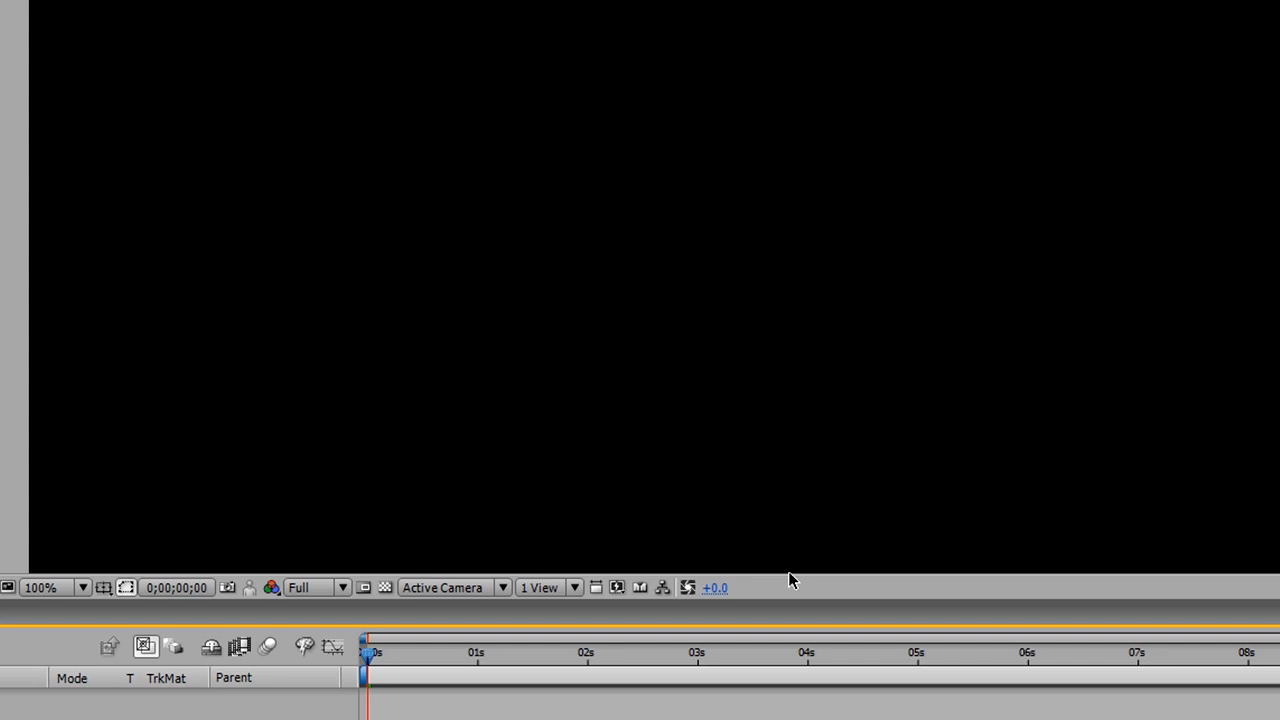 100% 0;00;00;00 Full Active Camera 1 View +0.0
0s 01s 02s 03s 04s 05s 06s 07s 08s
Mode T TrkMat Parent